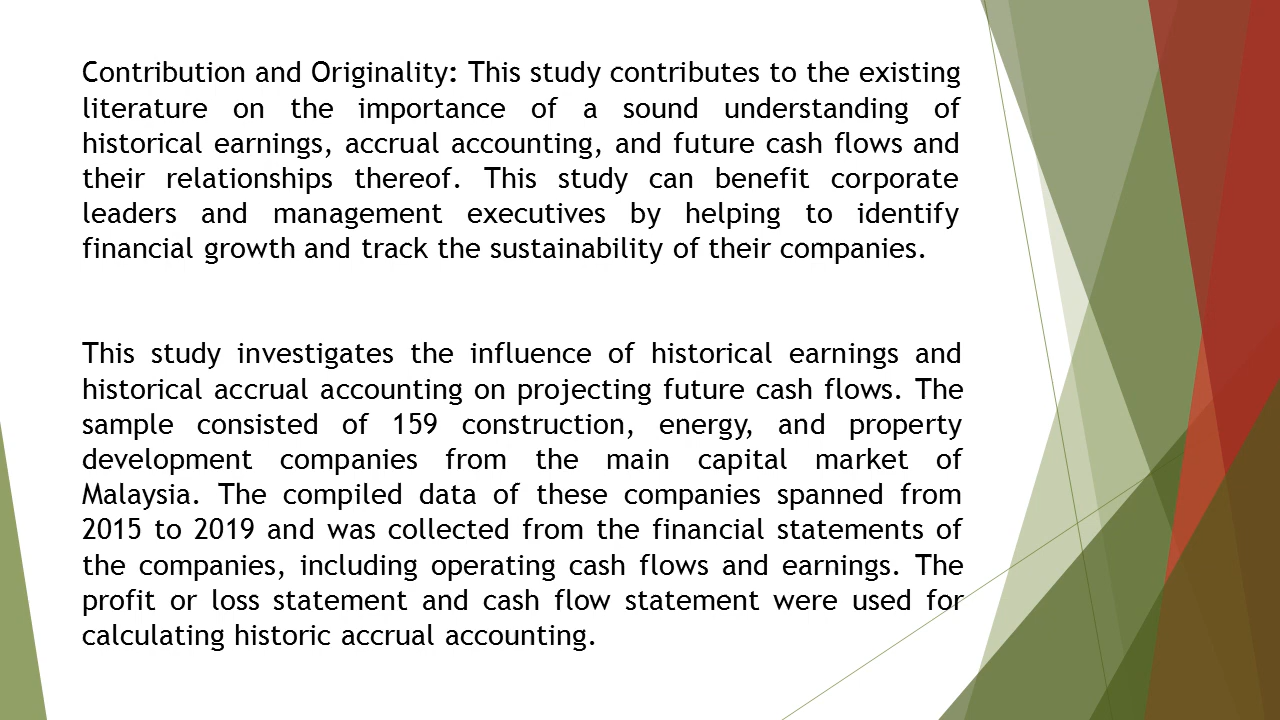 Contribution and Originality: This study contributes to the existing
literature on the importance of a sound understanding of
historical earnings, accrual accounting, and future cash flows and
their relationships thereof. This study can benefit corporate
leaders and management executives by helping to identify
financial growth and track the sustainability of their companies.
This study investigates the influence of historical earnings and
historical accrual accounting on projecting future cash flows. The
sample consisted of 159 construction, energy, and property
development companies from the main capital market of
Malaysia. The compiled data of these companies spanned from
2015 to 2019 and was collected from the financial statements of
the companies, including operating cash flows and earnings. The
profit or loss statement and cash flow statement were used for
calculating historic accrual accounting.